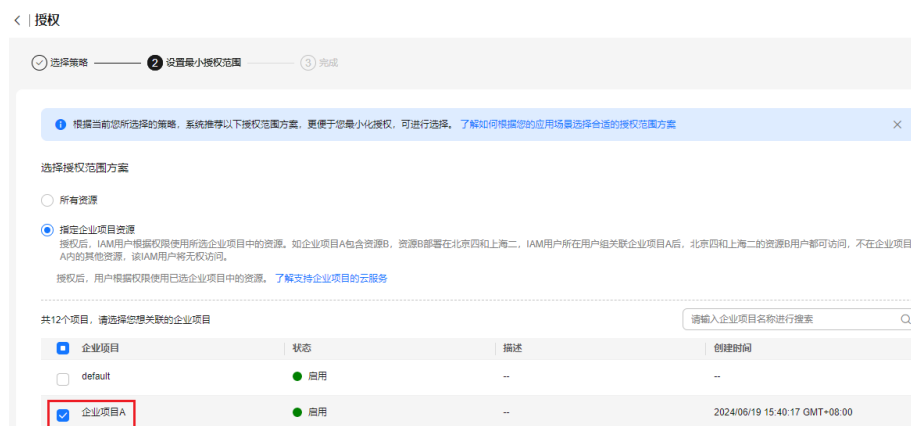 < | 授权
选择策略 2 设置最小授权范围 3 完成
根据当前您所选择的策略，系统推荐以下授权范围方案，更便于您最小化授权，可进行选择。 了解如何根据您的应用场景选择合适的授权范围方案
选择授权范围方案
所有资源
指定企业项目资源
授权后，IAM用户根据权限使用所选企业项目中的资源。如企业项目A包含资源B，资源B部署在北京四和上海二，IAM用户所在用户组关联企业项目A后，北京四和上海二的资源B用户都可访问，不在企业项目
A内的其他资源，该IAM用户将无权访问。
授权后，用户根据权限使用已选企业项目中的资源。 了解支持企业项目的云服务
共12个项目，请选择您想关联的企业项目 请输入企业项目名称进行搜索
企业项目 状态 描述 创建时间
default 启用 -- --
企业项目A 启用 -- 2024/06/19 15:40:17 GMT+08:00